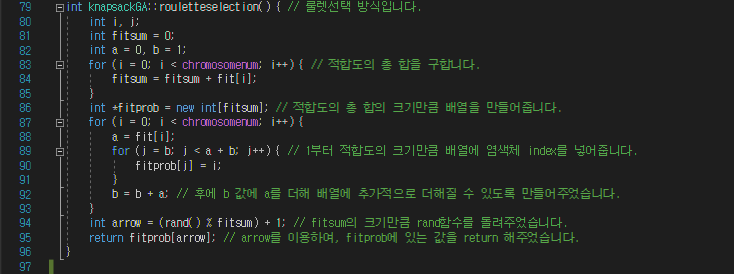 79 int knapsackGA::rouletteselection() { // 룰렛선택 방식입니다.
80 int i, j;
81 int fitsum = 0;
82 int a = 0, b = 1;
83 for (i = 0; i < chromosomenum; i++) { // 적합도의 총 합을 구합니다.
84 fitsum = fitsum + fit[i];
85 }
86 int *fitprob = new int[fitsum]; // 적합도의 총 합의 크기만큼 배열을 만들어줍니다.
87 for (i = 0; i < chromosomenum; i++) {
88 a = fit[i];
89 for (j = b; j < a + b; j++) { // 1부터 적합도의 크기만큼 배열에 염색체 index를 넣어줍니다.
90 fitprob[j] = i;
91 }
92 b = b + a; // 후에 b 값에 a를 더해 배열에 추가적으로 더해질 수 있도록 만들어주었습니다.
93 }
94 int arrow = (rand() % fitsum) + 1; // fitsum의 크기만큼 rand함수를 돌려주었습니다.
95 return fitprob[arrow]; // arrow를 이용하여, fitprob에 있는 값을 return 해주었습니다.
96 }
97